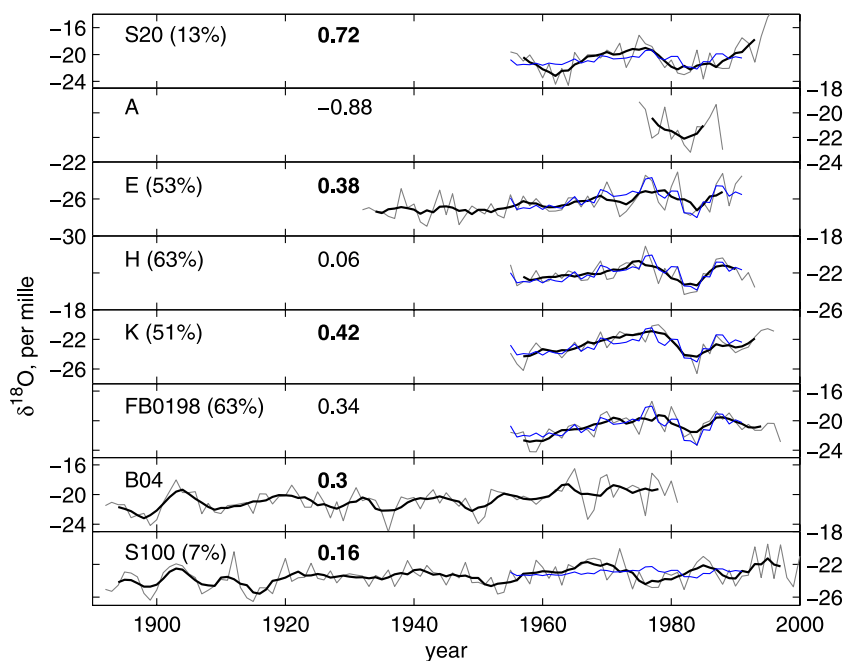 −16
−20
−24
S20 (13%) 0.72
A −0.88
−18
−20
−22
−24
−22
−26
−30
E (53%) 0.38
H (63%) 0.06
−18
−22
−26
−18
−22
−26
K (51%) 0.42
FB0198 (63%) 0.34
−16
−20
−24
−16
−20
−24
B04 0.3
S100 (7%) 0.16
−18
−22
−26
1900 1920 1940 1960 1980 2000
year
δ18O, per mille